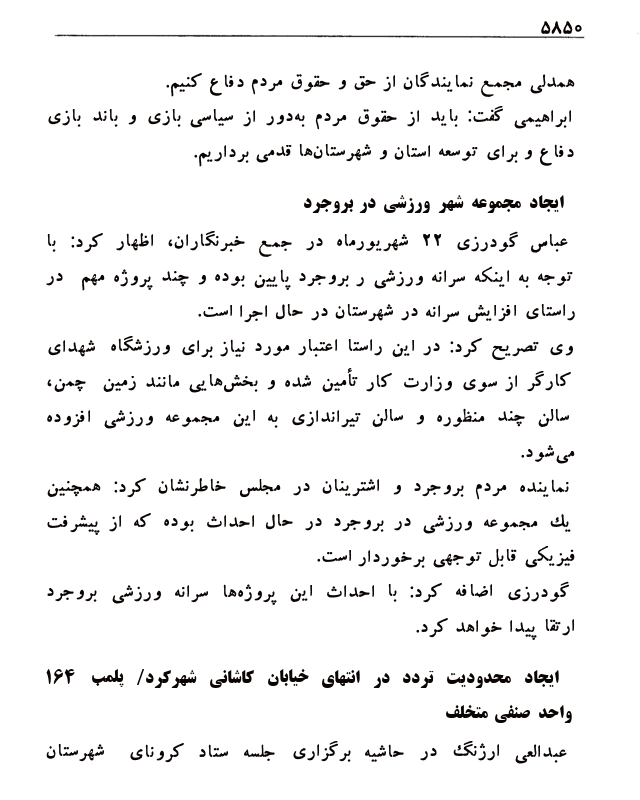 ۵۸۵۰
همدلی مجمع نمایندگان از حق و حقوق مردم دفاع کنیم.
ابراهیمی گفت: باید از حقوق مردم به‌دور از سیاسی بازی و باند بازی
دفاع و برای توسعه استان و شهرستان‌ها قدمی برداریم.
ایجاد مجموعه شهر ورزشی در بروجرد
عباس گودرزی ۲۲ شهریورماه در جمع خبرنگاران، اظهار کرد: با
توجه به اینکه سرانه ورزشی ر بروجرد پایین بوده و چند پروژه مهم در
راستای افزایش سرانه در شهرستان در حال اجرا است.
وی تصریح کرد: در این راستا اعتبار مورد نیاز برای ورزشگاه شهدای
کارگر از سوی وزارت کار تأمین شده و بخش‌هایی مانند زمین چمن،
سالن چند منظوره و سالن تیراندازی به این مجموعه ورزشی افزوده
می‌شود.
نماینده مردم بروجرد و اشترینان در مجلس خاطرنشان کرد: همچنین
یك مجموعه ورزشی در بروجرد در حال احداث بوده که از پیشرفت
فیزیکی قابل توجهی برخوردار است.
گودرزی اضافه کرد: با احداث این پروژه‌ها سرانه ورزشی بروجرد
ارتقا پیدا خواهد کرد.
ایجاد محدودیت تردد در انتهای خیابان کاشانی شهرکرد/ پلمب ۱۶۴
واحد صنفی متخلف
عبدالعی ارژنگ در حاشیه برگزاری جلسه ستاد کرونای شهرستان